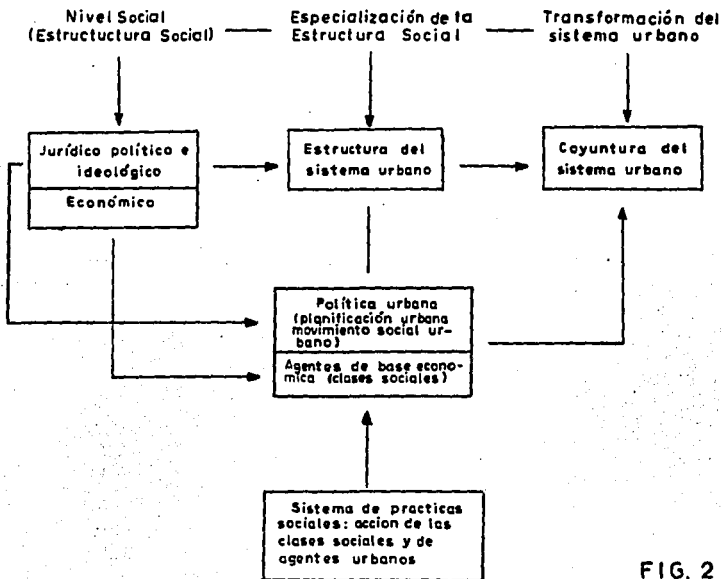 Nivel Social
(Estructuctura Social)
Especialización de la
Estructura Social
Transformación del
sistema urbano
Jurídico político e
ideológico
Económico
Estructura del
sistema urbano
Coyuntura del
sistema urbano
Política urbana
(planificación urbana
movimiento social ur-
bano)
Agentes de base econo-
mica (clases sociales)
Sistema de practicas
sociales: accion de las
clases sociales y de
agentes urbanos
FIG. 2